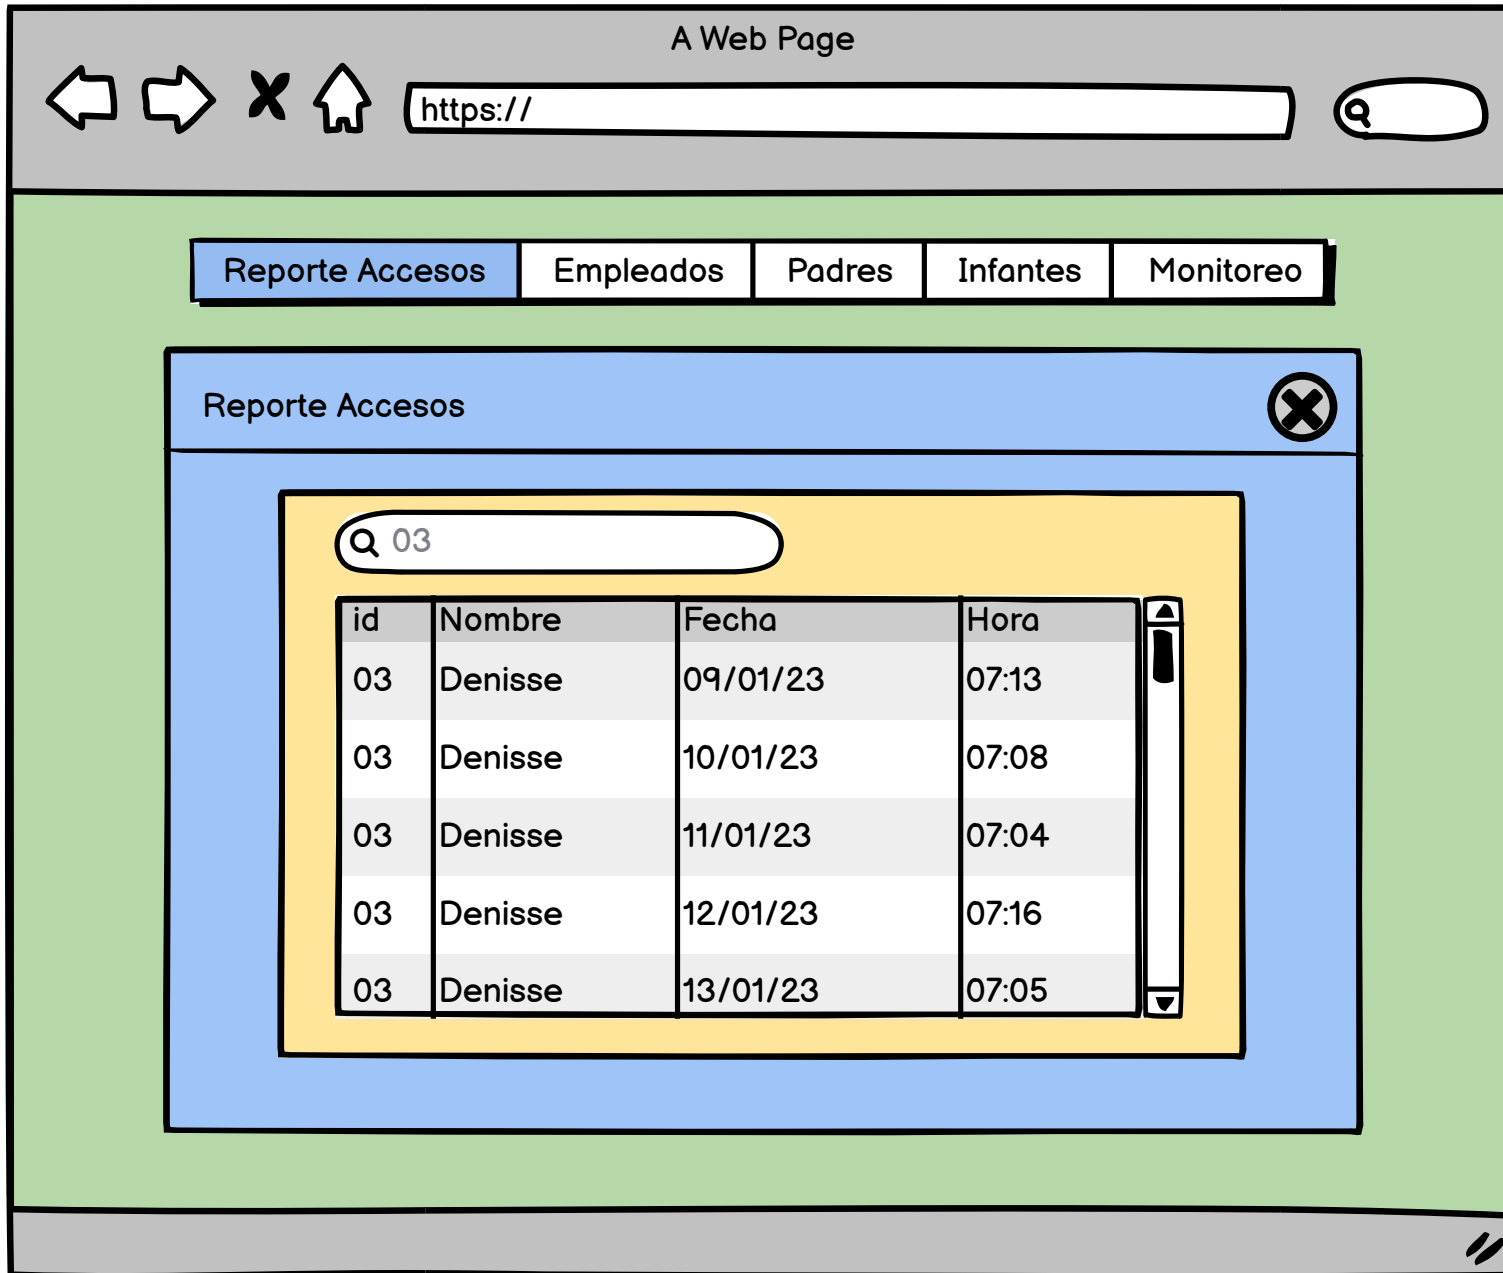 A Web Page
https://
Reporte Accesos Empleados Padres Infantes Monitoreo
Reporte Accesos
03
id Nombre Fecha Hora
03 Denisse 09/01/23 07:13
03 Denisse 10/01/23 07:08
03 Denisse 11/01/23 07:04
03 Denisse 12/01/23 07:16
03 Denisse 13/01/23 07:05